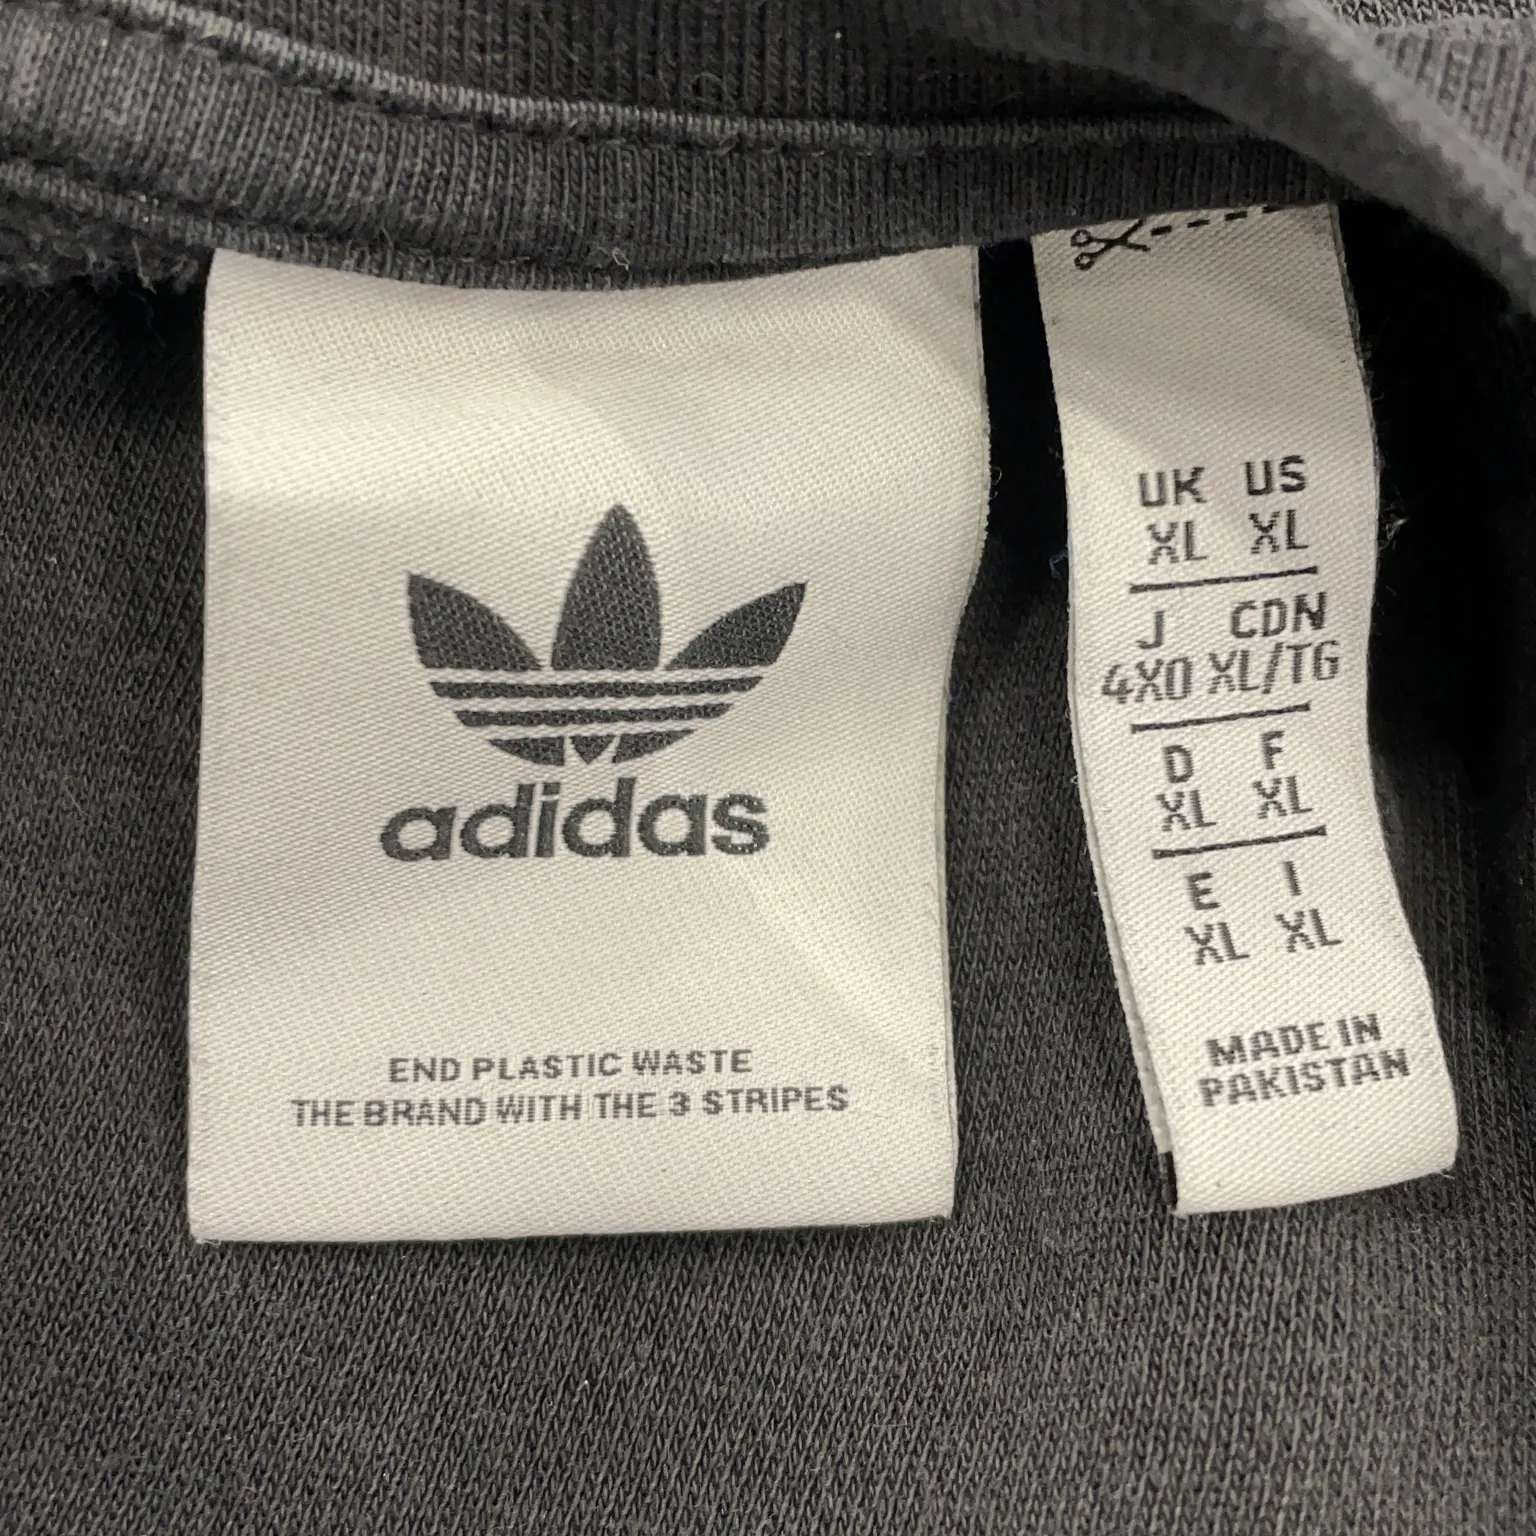 adidas
END PLASTIC WASTE
THE BRAND WITH THE 3 STRIPES
UK US
XL XL
J CDN
4XO XL/TG
D F
XL XL
E I
XL XL
MADE IN
PAKISTAN